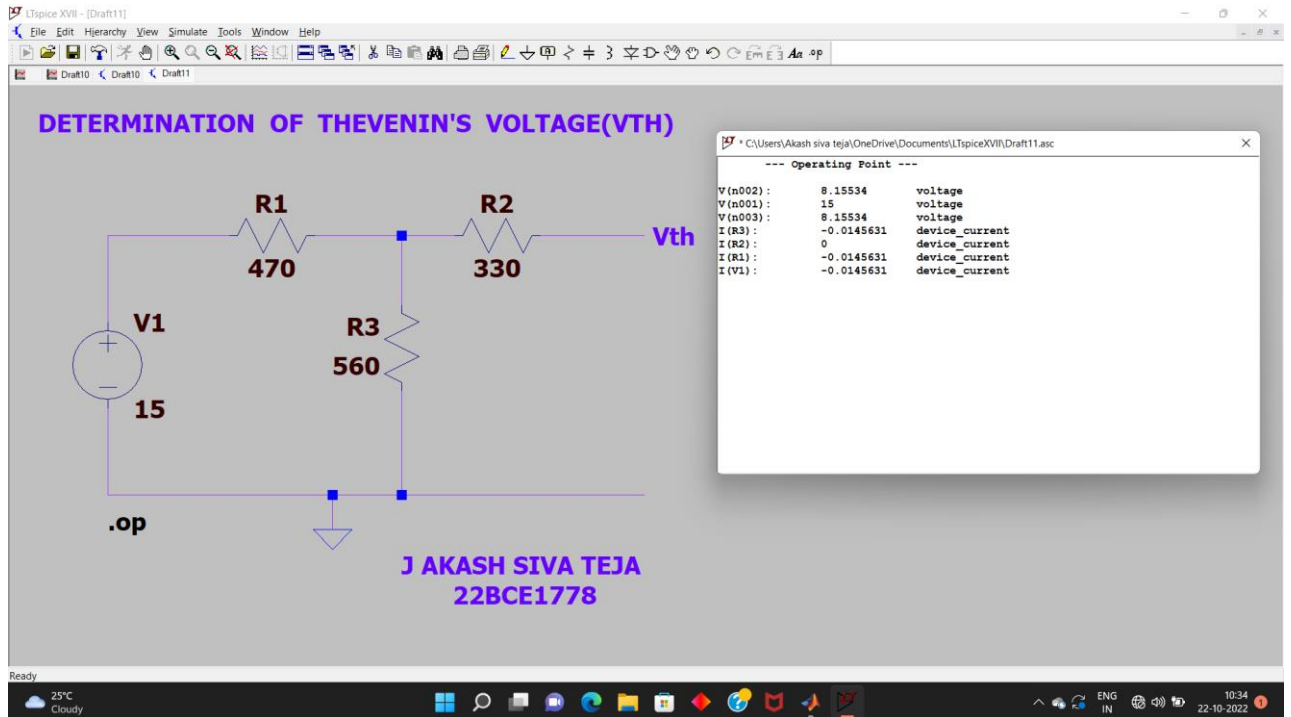 LTspice XVII - [Draft11]
File Edit Hierarchy View Simulate Tools Window Help
Aa .op
Draft10 Draft10 Draft11
DETERMINATION OF THEVENIN'S VOLTAGE(VTH)
R1
470
R2
330
Vth
V1
15
R3
560
.op
J AKASH SIVA TEJA
22BCE1778
* C:\Users\Akash siva teja\OneDrive\Documents\LTspiceXVII\Draft11.asc
--- Operating Point ---
V(n002): 8.15534 voltage
V(n001): 15 voltage
V(n003): 8.15534 voltage
I(R3): -0.0145631 device_current
I(R2): 0 device_current
I(R1): -0.0145631 device_current
I(V1): -0.0145631 device_current
Ready
25°C
Cloudy
ENG
IN
10:34
22-10-2022
1